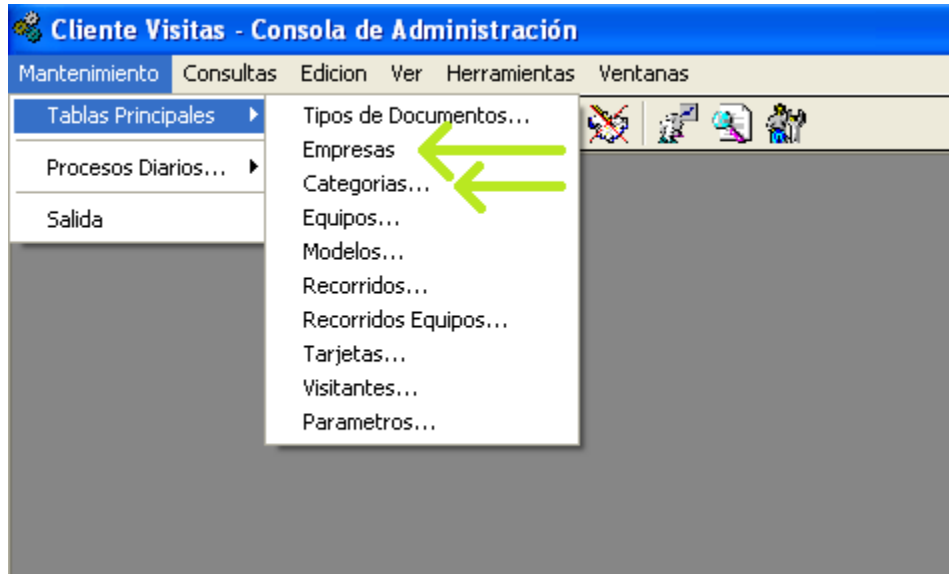 Cliente Visitas - Consola de Administración
Mantenimiento Consultas Edicion Ver Herramientas Ventanas
Tablas Principales
Procesos Diarios...
Salida
Tipos de Documentos...
Empresas
Categorias...
Equipos...
Modelos...
Recorridos...
Recorridos Equipos...
Tarjetas...
Visitantes...
Parametros...